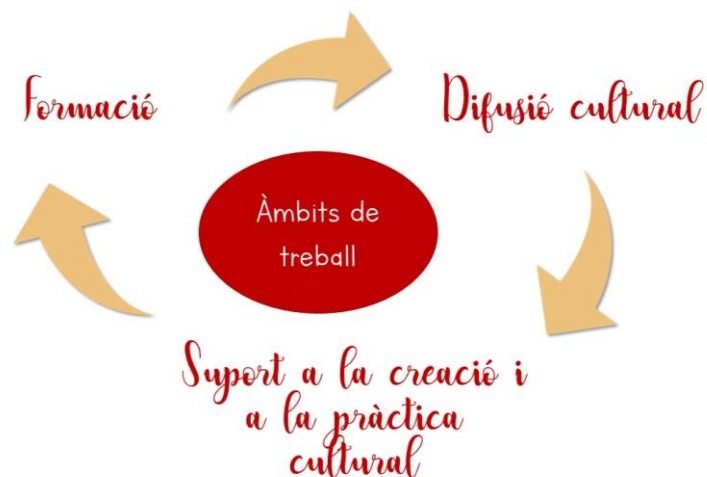 Formació
Difusió cultural
Àmbits de
treball
Suport a la creació i
a la pràctica
cultural